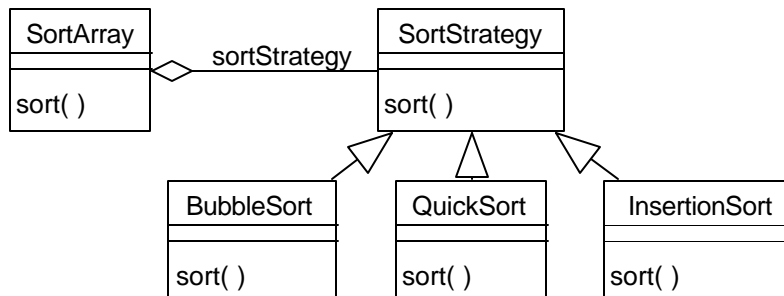 SortArray
SortStrategy
sortStrategy
sort( )
sort( )
BubbleSort
QuickSort
InsertionSort
sort( )
sort( )
sort( )